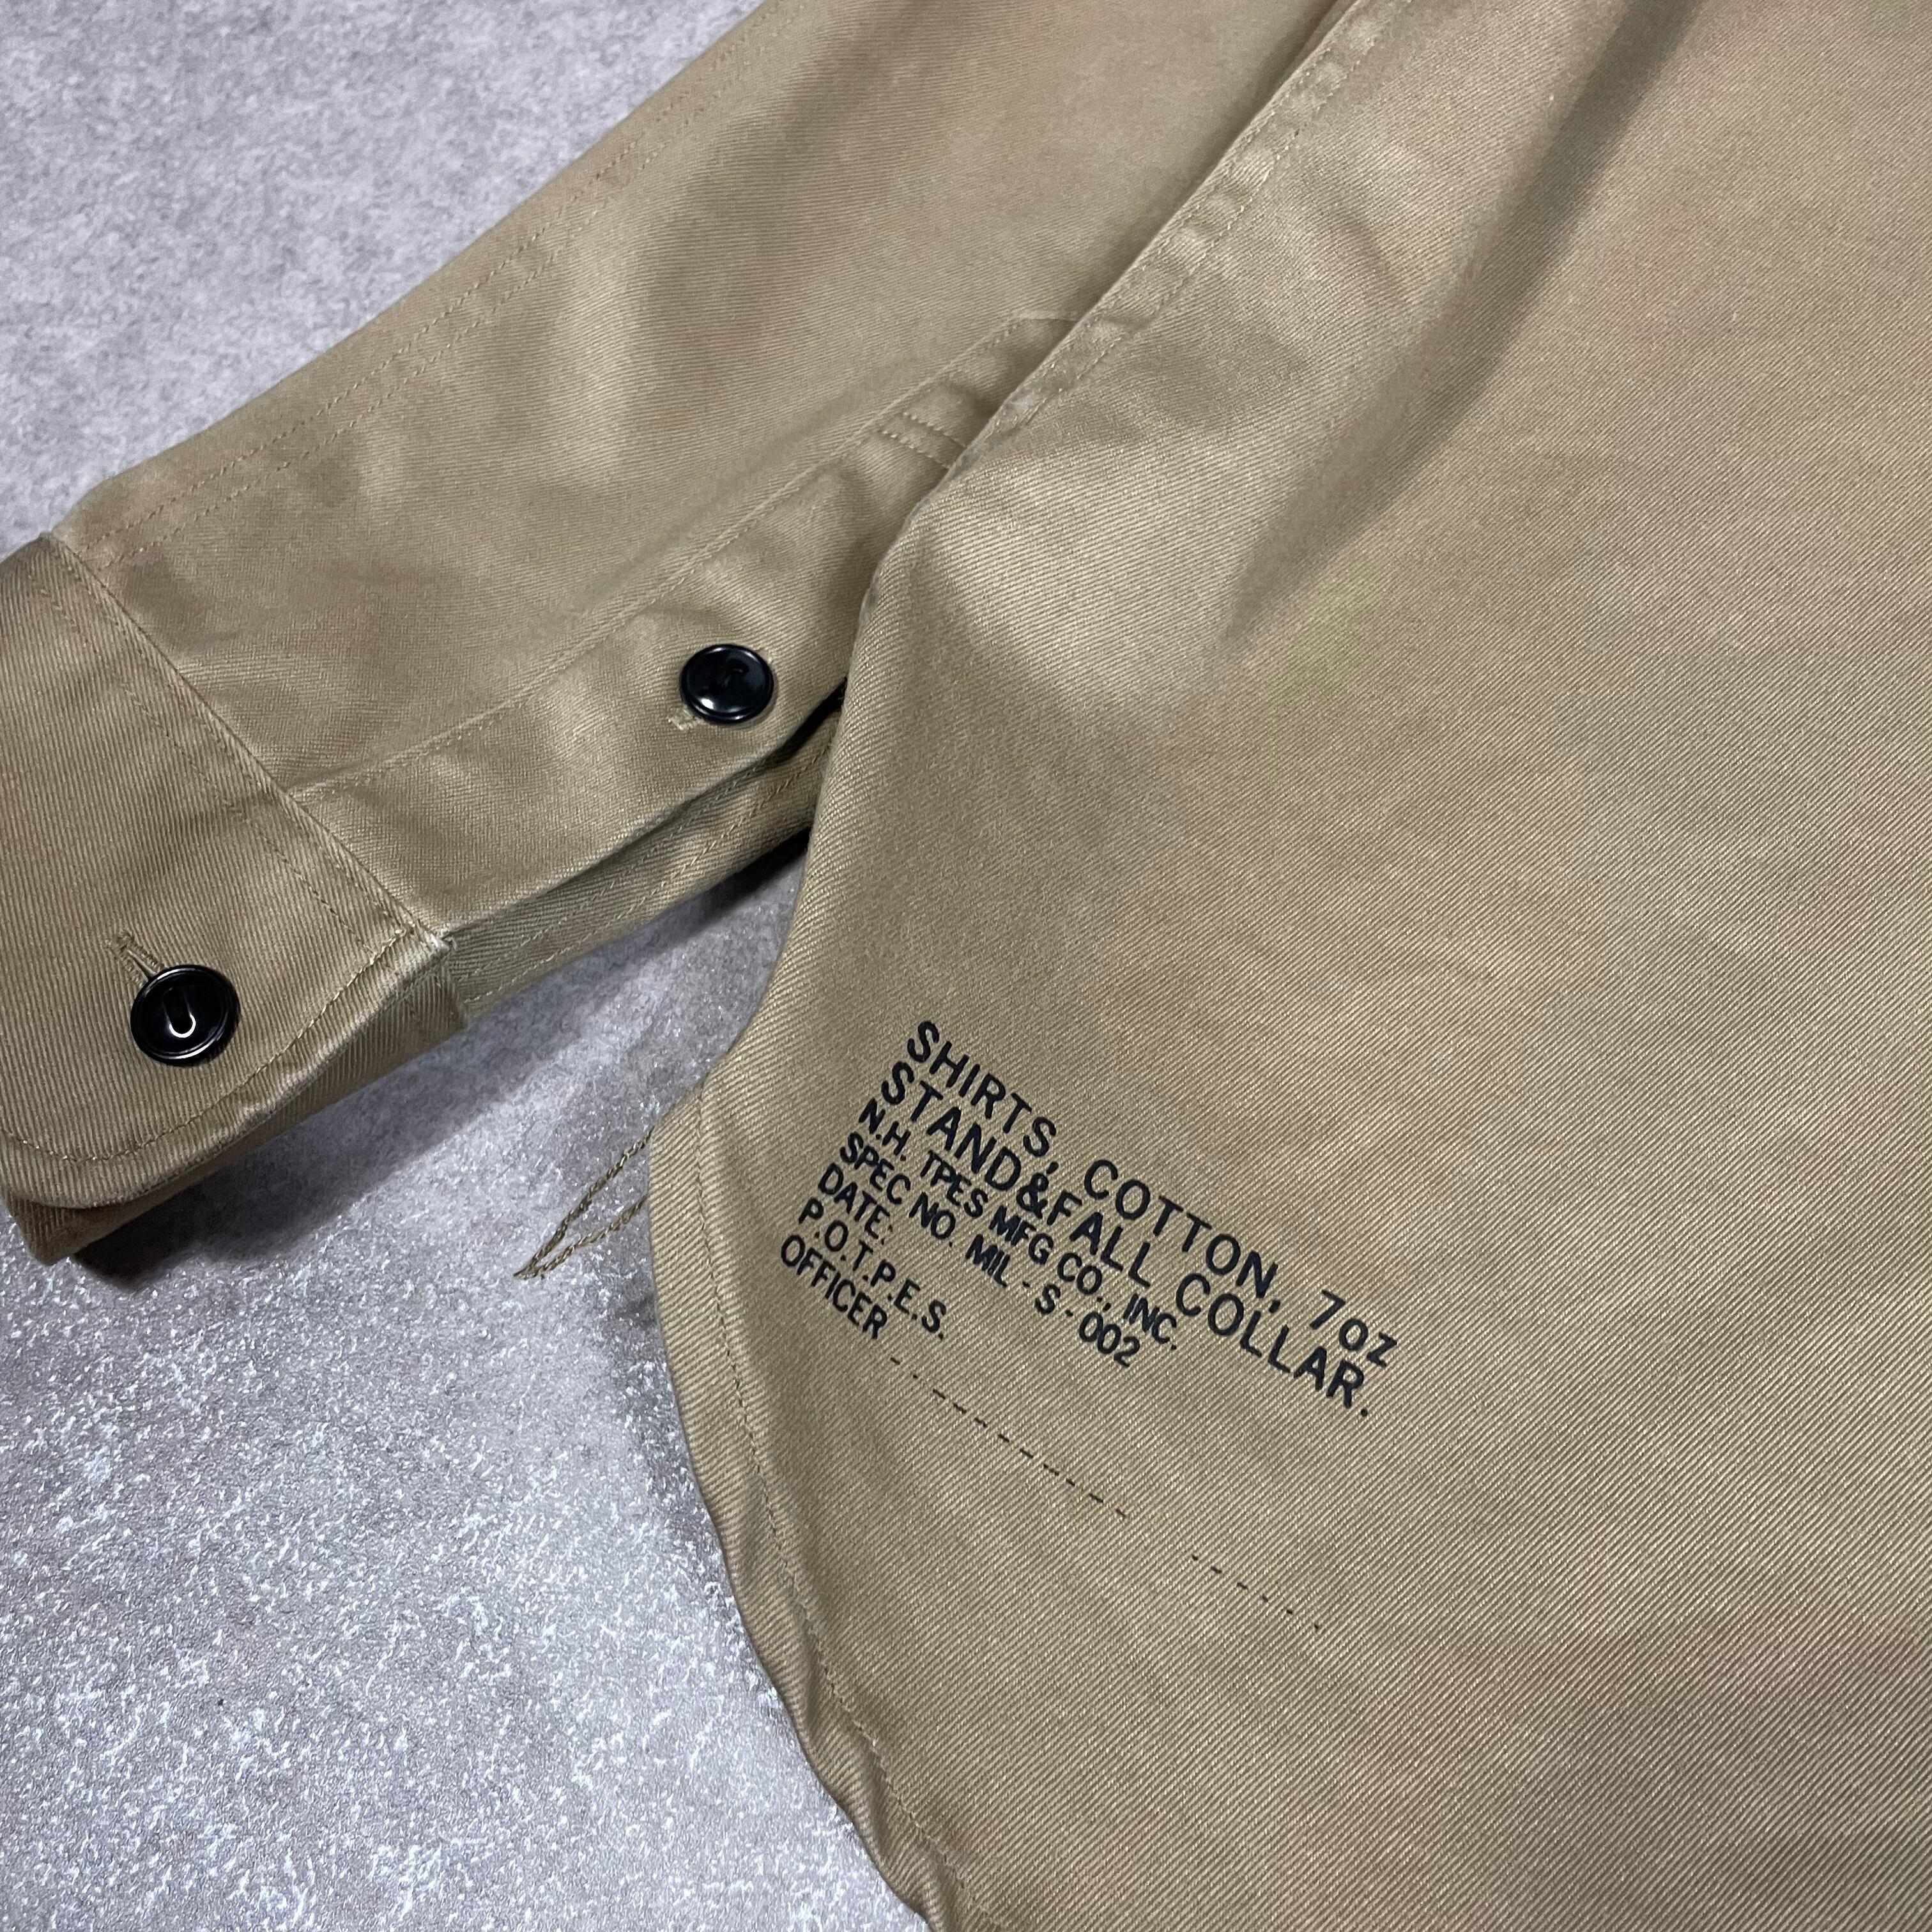 SHIRTS, COTTON, 7oz
STAND&FALL COLLAR.
N.H. TPES MFG CO., INC.
SPEC NO. MIL - S - 002
DATE:
P.O.T.P.E.S.
OFFICER